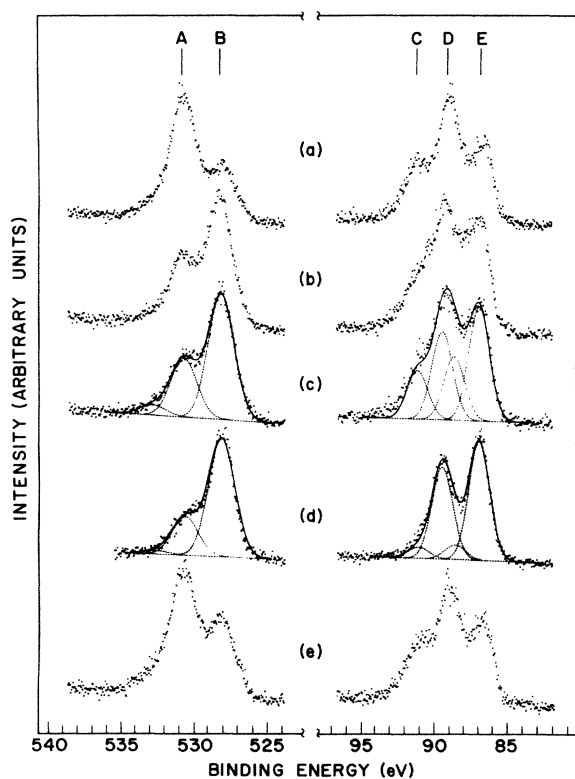 A B C D E
(a)
(b)
(c)
(d)
(e)
INTENSITY (ARBITRARY UNITS)
540 535 530 525 95 90 85
BINDING ENERGY (eV)